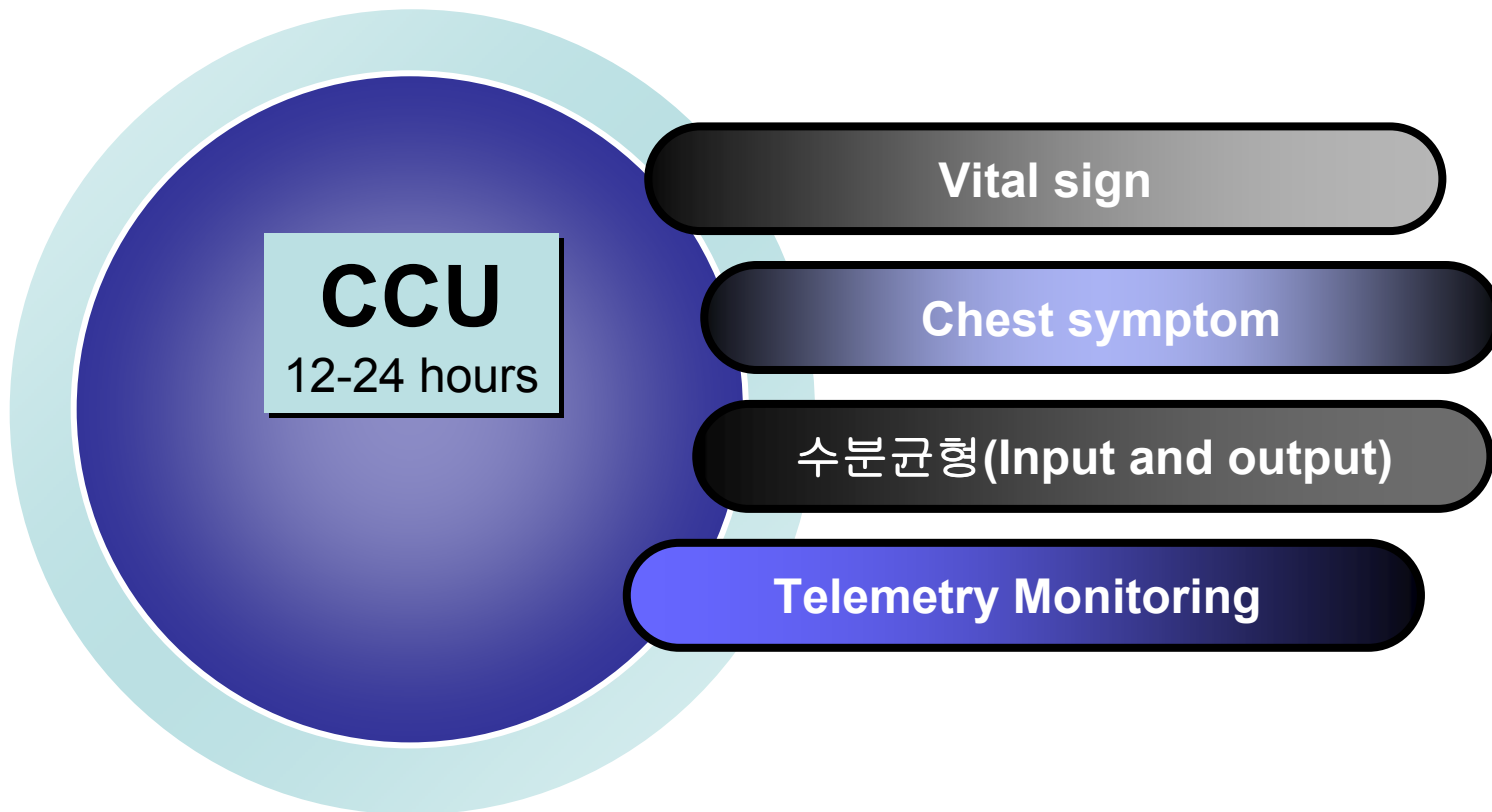 CCU
12-24 hours
Vital sign
Chest symptom
수분균형(Input and output)
Telemetry Monitoring